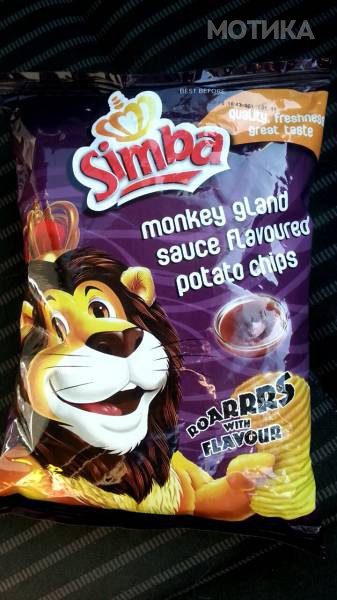 МОТИКА
BEST BEFORE
quality, freshness
great taste
Simba
monkey gland
sauce flavoured
potato chips
ROARRRS
WITH
FLAVOUR